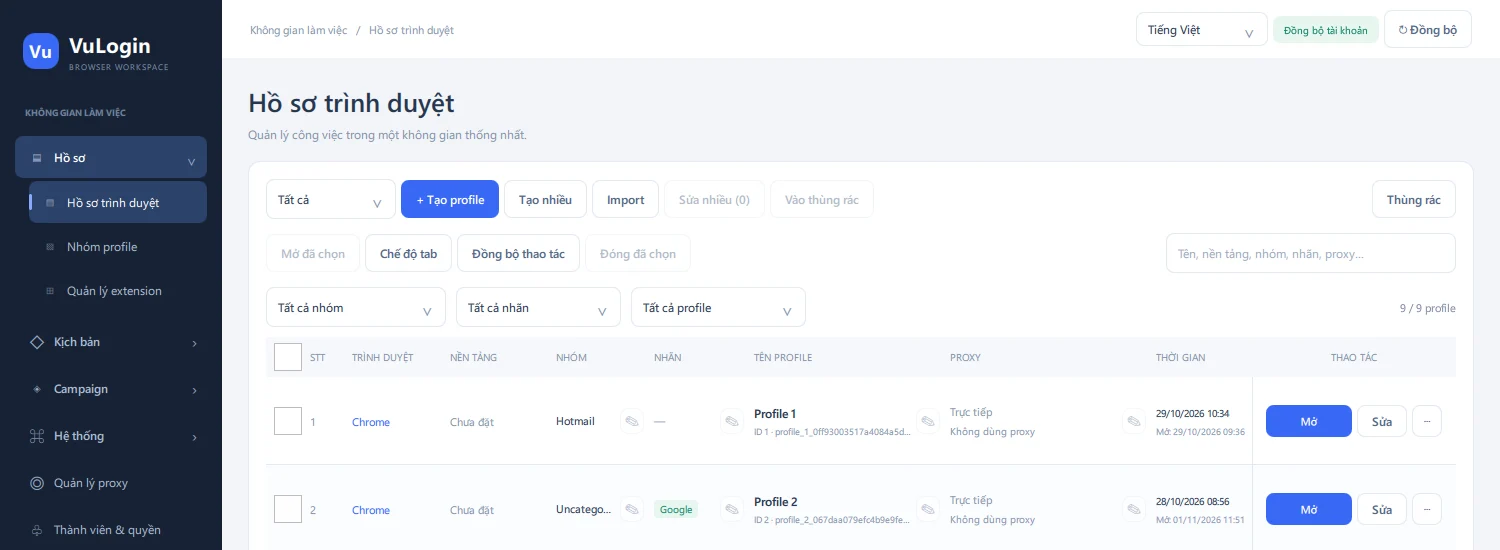 Vu VuLogin
BROWSER WORKSPACE
KHÔNG GIAN LÀM VIỆC
Hồ sơ
Hồ sơ trình duyệt
Nhóm profile
Quản lý extension
Kịch bản
Campaign
Hệ thống
Quản lý proxy
Thành viên & quyền
Không gian làm việc / Hồ sơ trình duyệt
Tiếng Việt Đồng bộ tài khoản ↻ Đồng bộ
Hồ sơ trình duyệt
Quản lý công việc trong một không gian thống nhất.
Tất cả + Tạo profile Tạo nhiều Import Sửa nhiều (0) Vào thùng rác Thùng rác
Mở đã chọn Chế độ tab Đồng bộ thao tác Đóng đã chọn Tên, nền tảng, nhóm, nhãn, proxy...
Tất cả nhóm Tất cả nhãn Tất cả profile 9 / 9 profile
STT TRÌNH DUYỆT NỀN TẢNG NHÓM NHÃN TÊN PROFILE PROXY THỜI GIAN THAO TÁC
1 Chrome Chưa đặt Hotmail — Profile 1 Trực tiếp 29/10/2026 10:34 Mở Sửa ...
ID 1 · profile_1_0ff93003517a4084a5d... Không dùng proxy Mở: 29/10/2026 09:36
2 Chrome Chưa đặt Uncatego... Google Profile 2 Trực tiếp 28/10/2026 08:56 Mở Sửa ...
ID 2 · profile_2_067daa079efc4b9e9fe... Không dùng proxy Mở: 01/11/2026 11:51